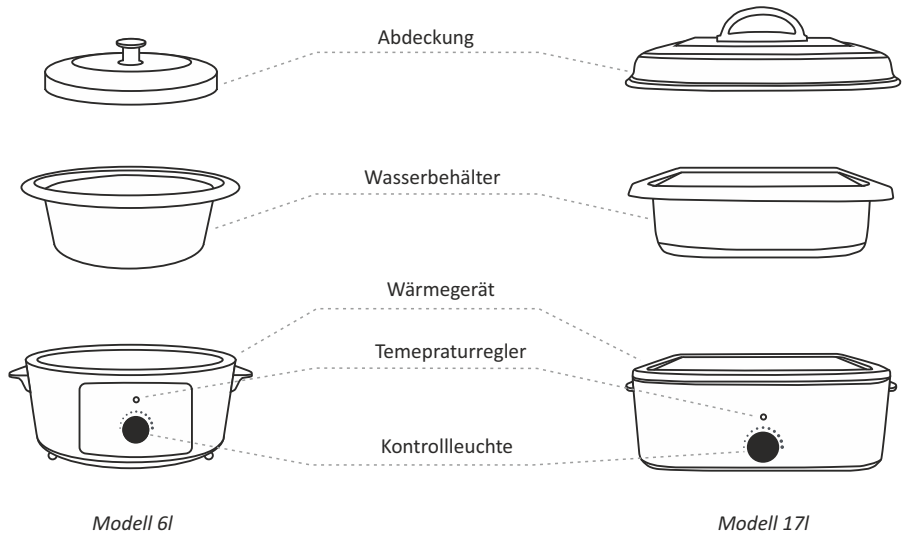 Abdeckung
Wasserbehälter
Wärmegerät
Temepraturregler
Kontrollleuchte
Modell 6l
Modell 17l